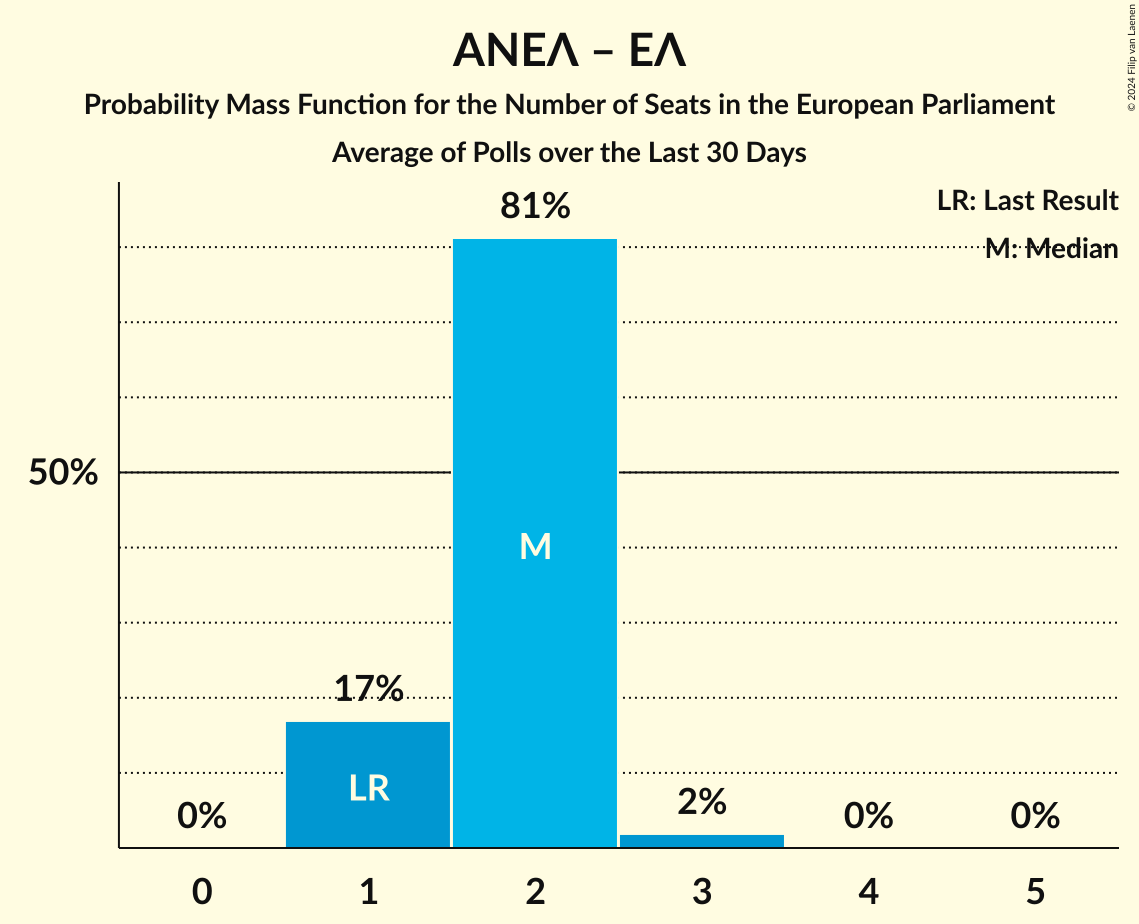 ΑΝΕΛ – ΕΛ
Probability Mass Function for the Number of Seats in the European Parliament
Average of Polls over the Last 30 Days
© 2024 Filip van Laenen
LR: Last Result
M: Median
81%
50%
M
17%
LR
0%
2%
0%
0%
0
1
2
3
4
5